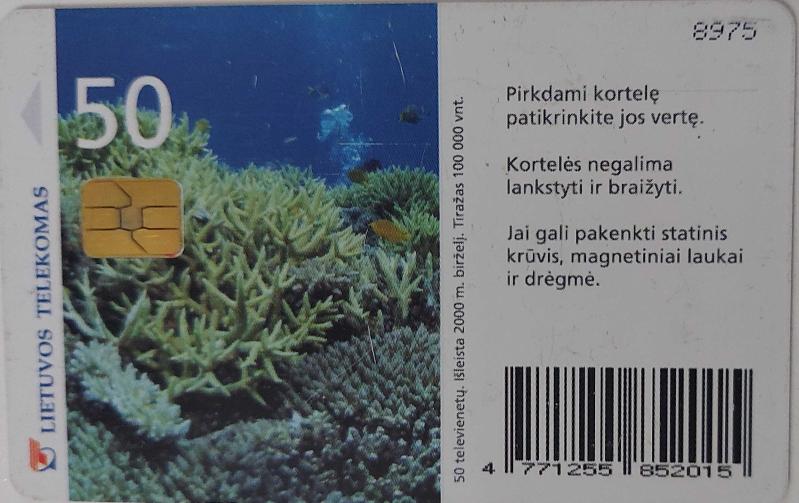 50
LIETUVOS TELEKOMAS
50 televienetų. Išleista 2000 m. birželį. Tiražas 100 000 vnt.
8975
Pirkdami kortelę
patikrinkite jos vertę.
Kortelės negalima
lankstyti ir braižyti.
Jai gali pakenkti statinis
krūvis, magnetiniai laukai
ir drėgmė.
4 771255 852015